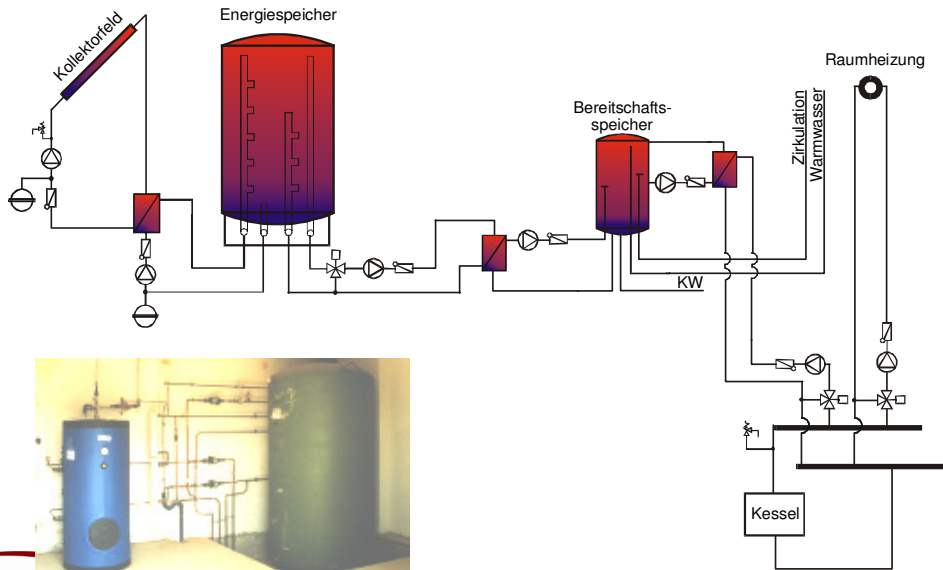 Energiespeicher
Kollektorfeld
Raumheizung
Bereitschafts-
speicher
Zirkulation
Warmwasser
KW
Kessel